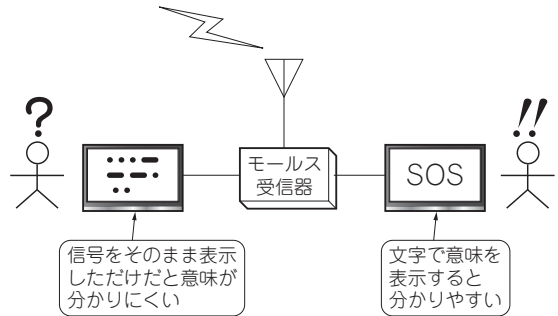 ?
!!
モールス
受信器
SOS
信号をそのまま表示
しただけだと意味が
分かりにくい
文字で意味を
表示すると
分かりやすい